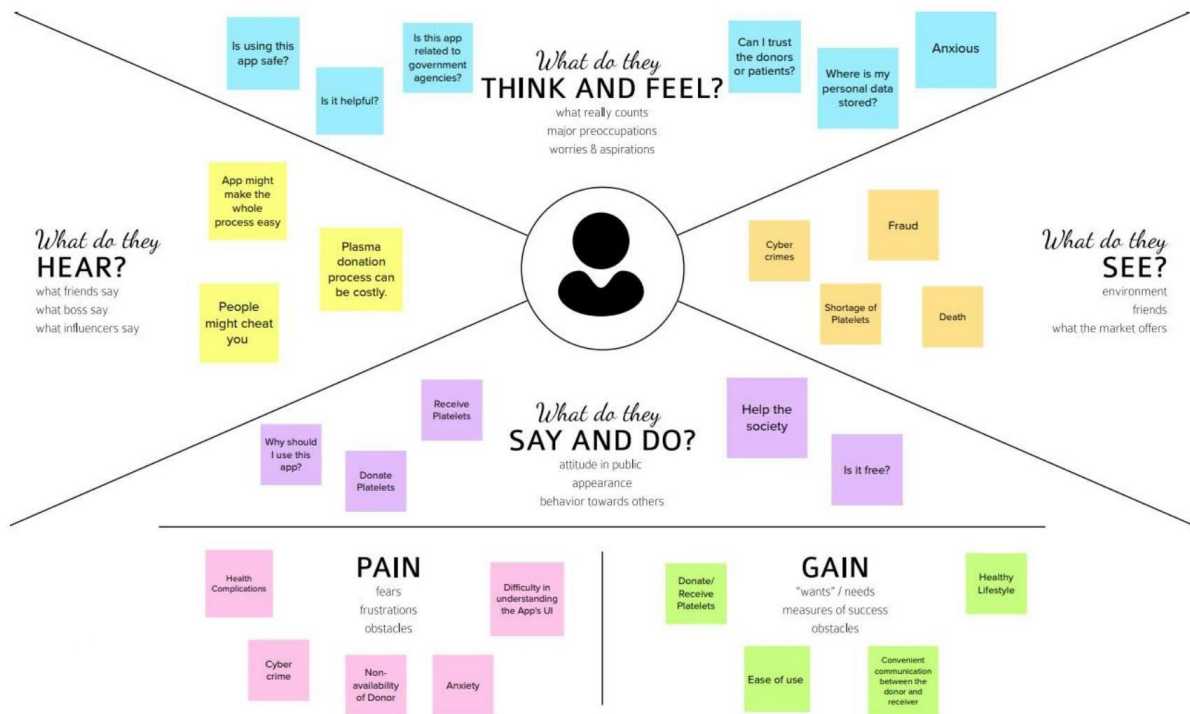 Is using this
app safe?
Is it helpful?
Is this app
related to
government
agencies?
What do they
THINK AND FEEL?
what really counts
major preoccupations
worries & aspirations
Can I trust
the donors
or patients?
Where is my
personal data
stored?
Anxious
What do they
HEAR?
what friends say
what boss say
what influencers say
App might
make the
whole
process easy
Plasma
donation
process can
be costly.
People
might cheat
you
Cyber
crimes
Fraud
Shortage of
Platelets
Death
What do they
SEE?
environment
friends
what the market offers
Why should
I use this
app?
Donate
Platelets
Receive
Platelets
What do they
SAY AND DO?
attitude in public
appearance
behavior towards others
Help the
society
Is it free?
Health
Complications
Cyber
crime
PAIN
fears
frustrations
obstacles
Non-
availability
of Donor
Anxiety
Difficulty in
understanding
the App's UI
Donate/
Receive
Platelets
GAIN
"wants" / needs
measures of success
obstacles
Healthy
Lifestyle
Ease of use
Convenient
communication
between the
donor and
receiver